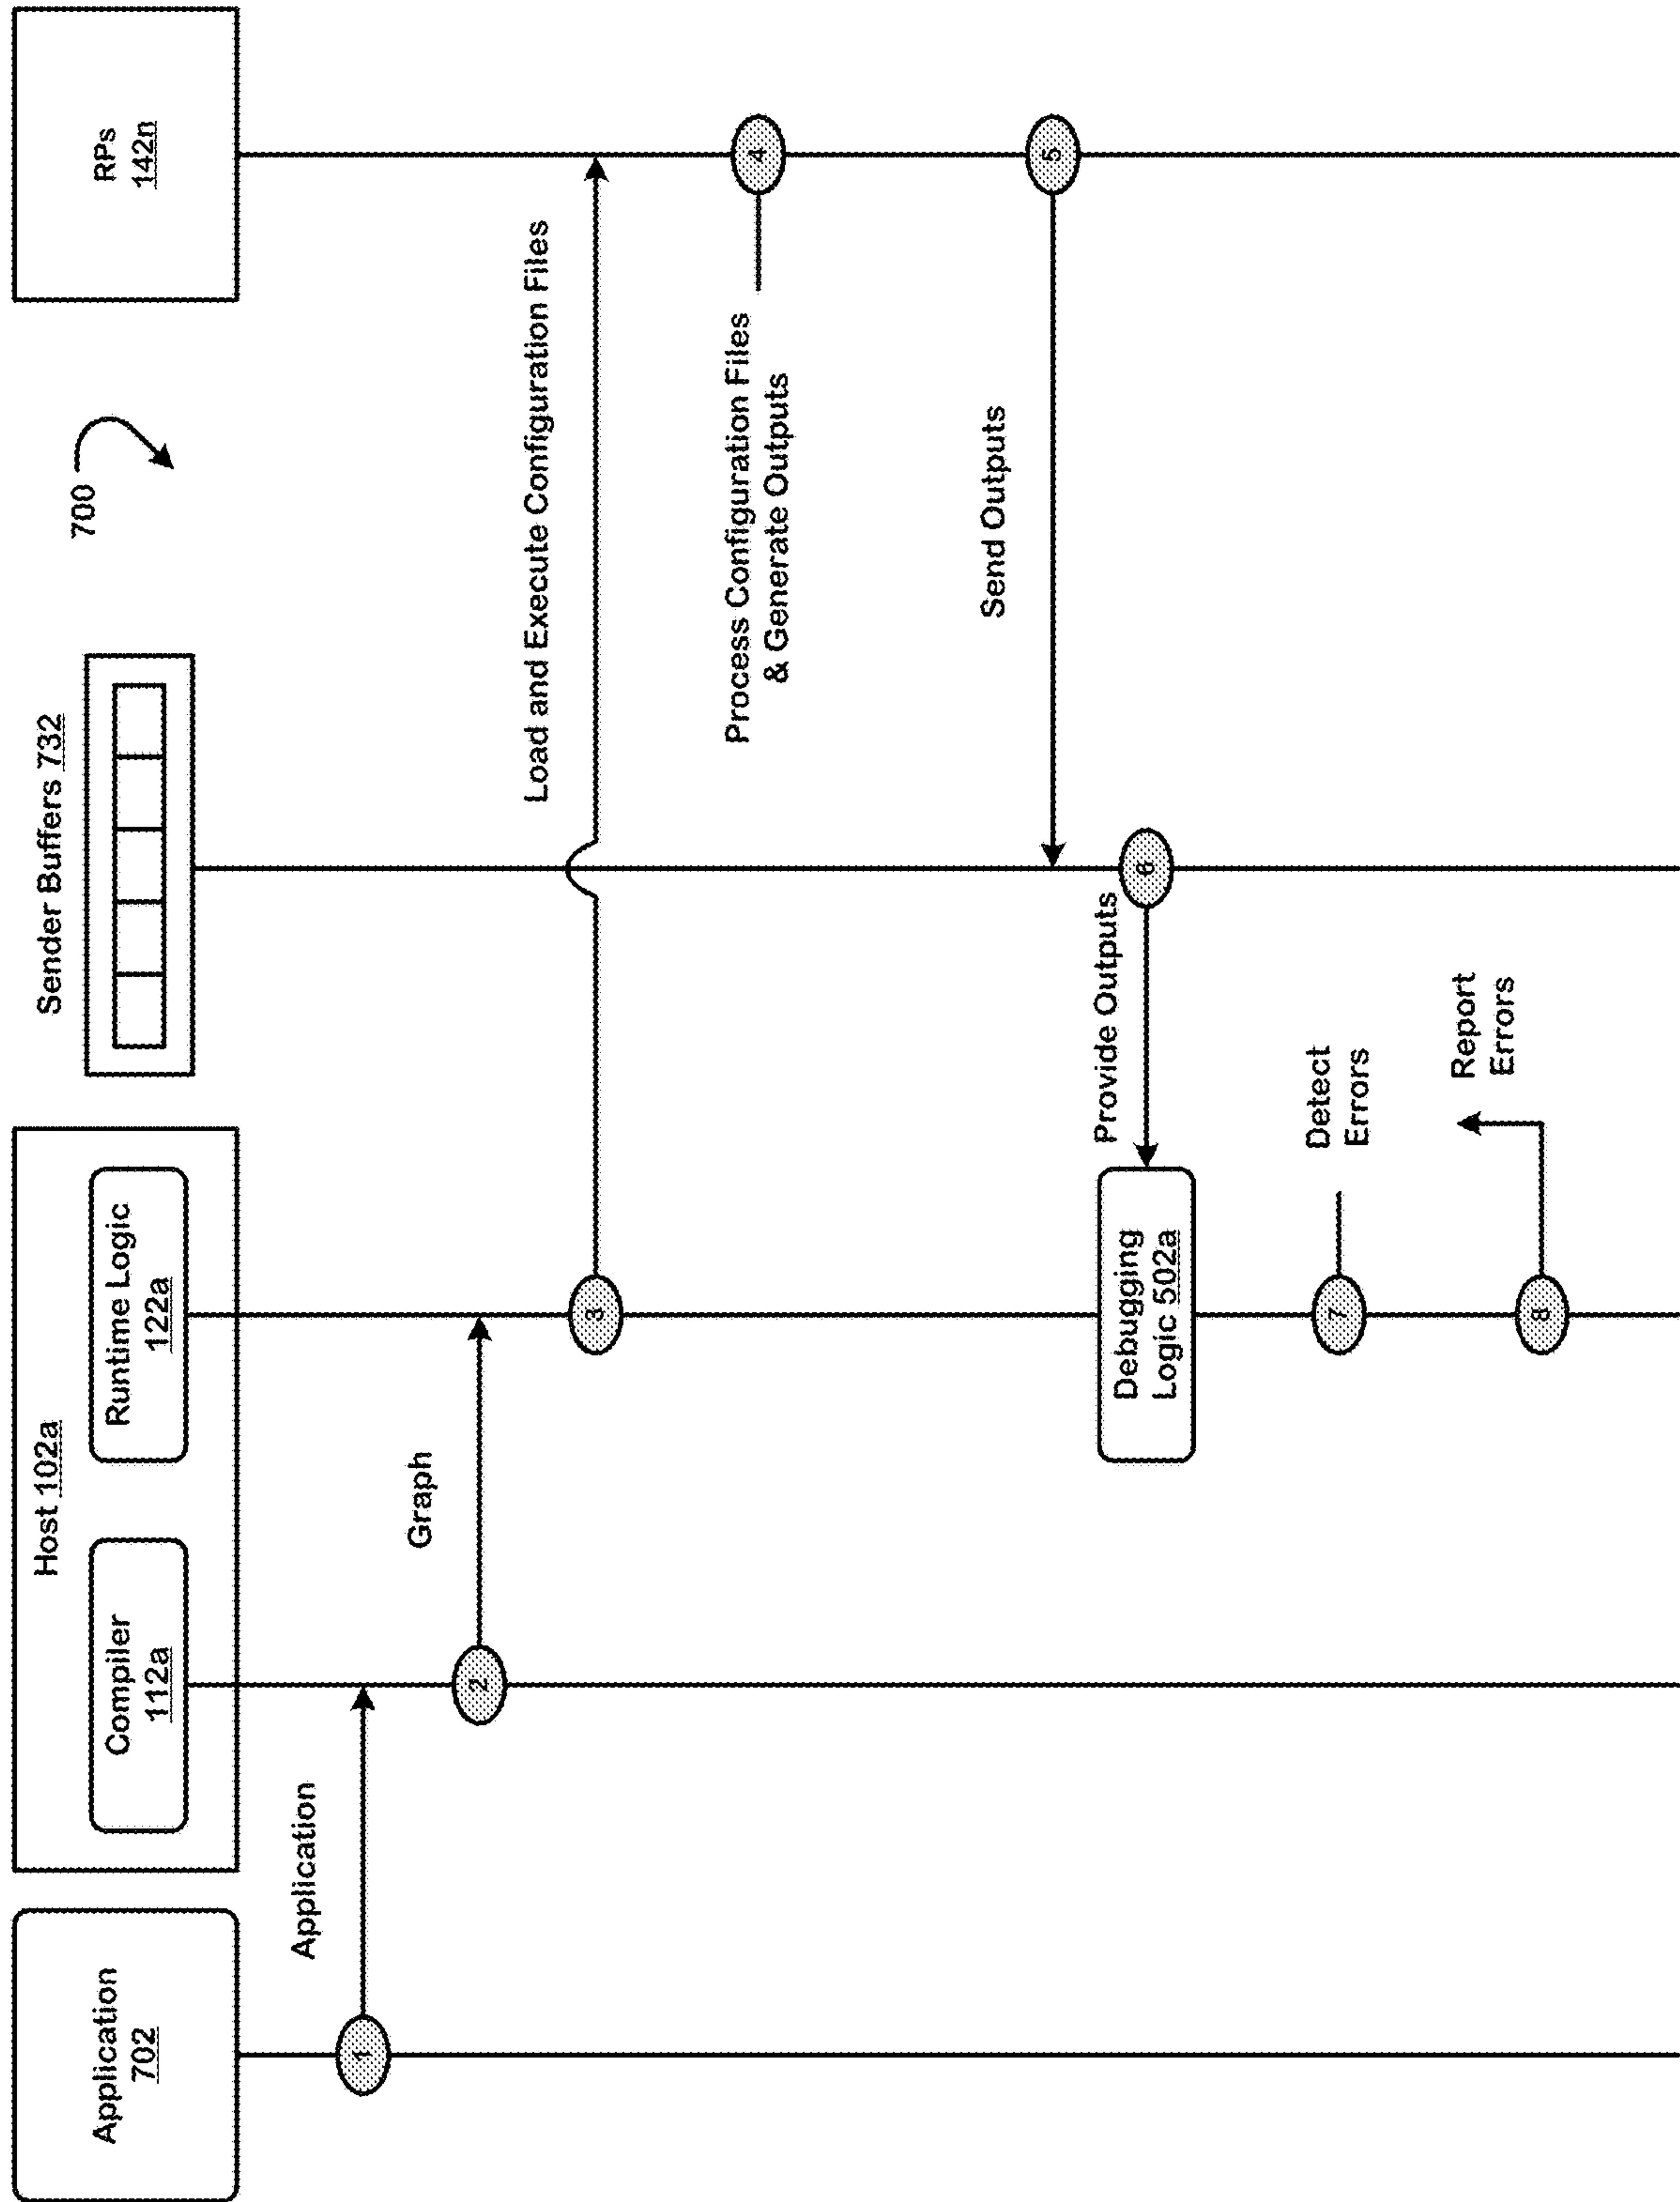 Application
702
Host 102a
Compiler
112a
Runtime Logic
122a
Sender Buffers 732
700
RPs
142n
Application
1
Graph
2
Load and Execute Configuration Files
3
4
Process Configuration Files
& Generate Outputs
Send Outputs
5
Provide Outputs
6
Debugging
Logic 502a
Detect
Errors
7
Report
Errors
8